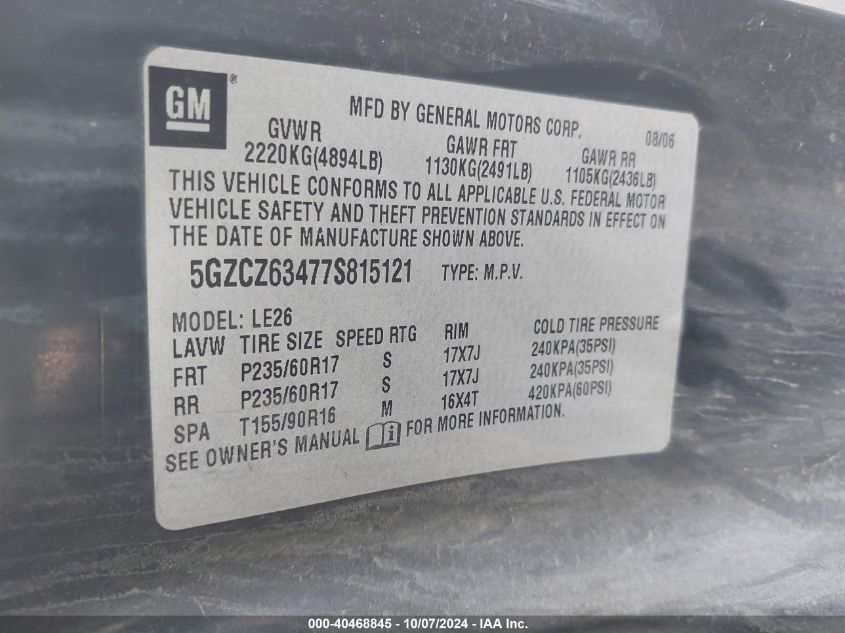 GM®
MFD BY GENERAL MOTORS CORP.
08/06
GVWR GAWR FRT GAWR RR
2220KG(4894LB) 1130KG(2491LB) 1105KG(2436LB)
THIS VEHICLE CONFORMS TO ALL APPLICABLE U.S. FEDERAL MOTOR
VEHICLE SAFETY AND THEFT PREVENTION STANDARDS IN EFFECT ON
THE DATE OF MANUFACTURE SHOWN ABOVE.
5GZCZ63477S815121 TYPE: M.P.V.
MODEL: LE26
LAVW TIRE SIZE SPEED RTG RIM COLD TIRE PRESSURE
FRT P235/60R17 S 17X7J 240KPA(35PSI)
RR P235/60R17 S 17X7J 240KPA(35PSI)
SPA T155/90R16 M 16X4T 420KPA(60PSI)
SEE OWNER'S MANUAL i FOR MORE INFORMATION.
000-40468845 - 10/07/2024 - IAA Inc.